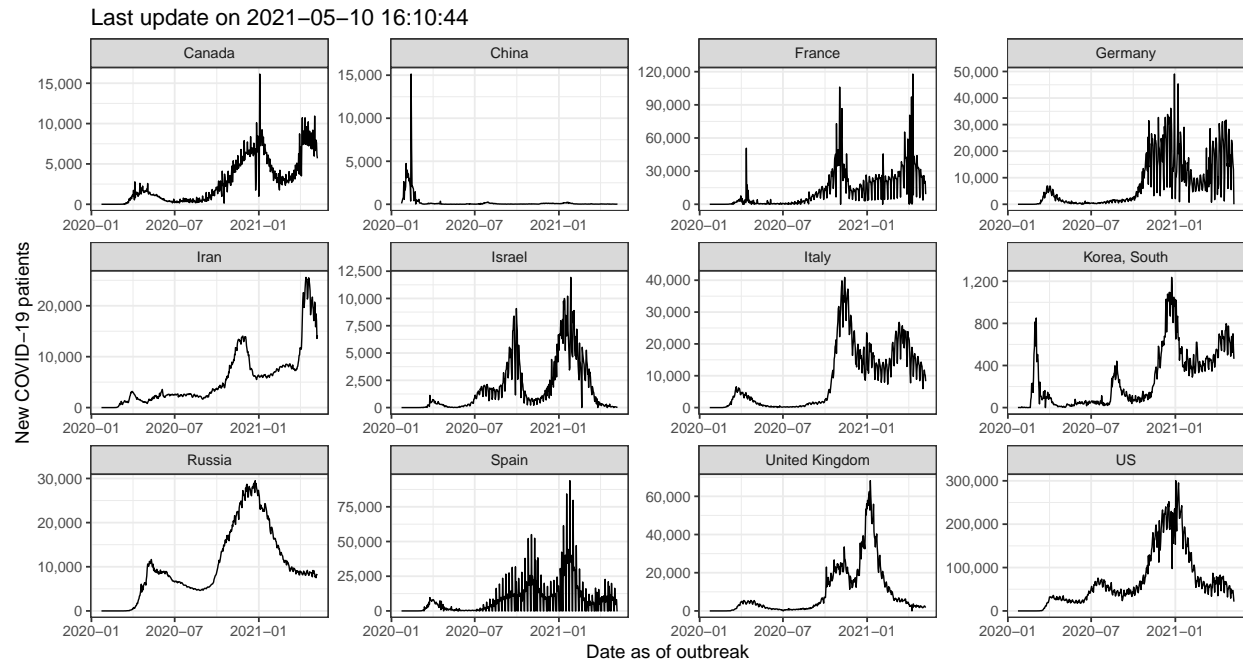 Last update on 2021−05−10 16:10:44
Canada
China
France
Germany
15,000
10,000
5,000
0
15,000
10,000
5,000
0
120,000
90,000
60,000
30,000
0
50,000
40,000
30,000
20,000
10,000
0
2020−01 2020−07 2021−01
2020−01 2020−07 2021−01
2020−01 2020−07 2021−01
2020−01 2020−07 2021−01
Iran
Israel
Italy
Korea, South
20,000
10,000
0
12,500
10,000
7,500
5,000
2,500
0
40,000
30,000
20,000
10,000
0
1,200
800
400
0
2020−01 2020−07 2021−01
2020−01 2020−07 2021−01
2020−01 2020−07 2021−01
2020−01 2020−07 2021−01
Russia
Spain
United Kingdom
US
30,000
20,000
10,000
0
75,000
50,000
25,000
0
60,000
40,000
20,000
0
300,000
200,000
100,000
0
2020−01 2020−07 2021−01
2020−01 2020−07 2021−01
2020−01 2020−07 2021−01
2020−01 2020−07 2021−01
New COVID−19 patients
Date as of outbreak